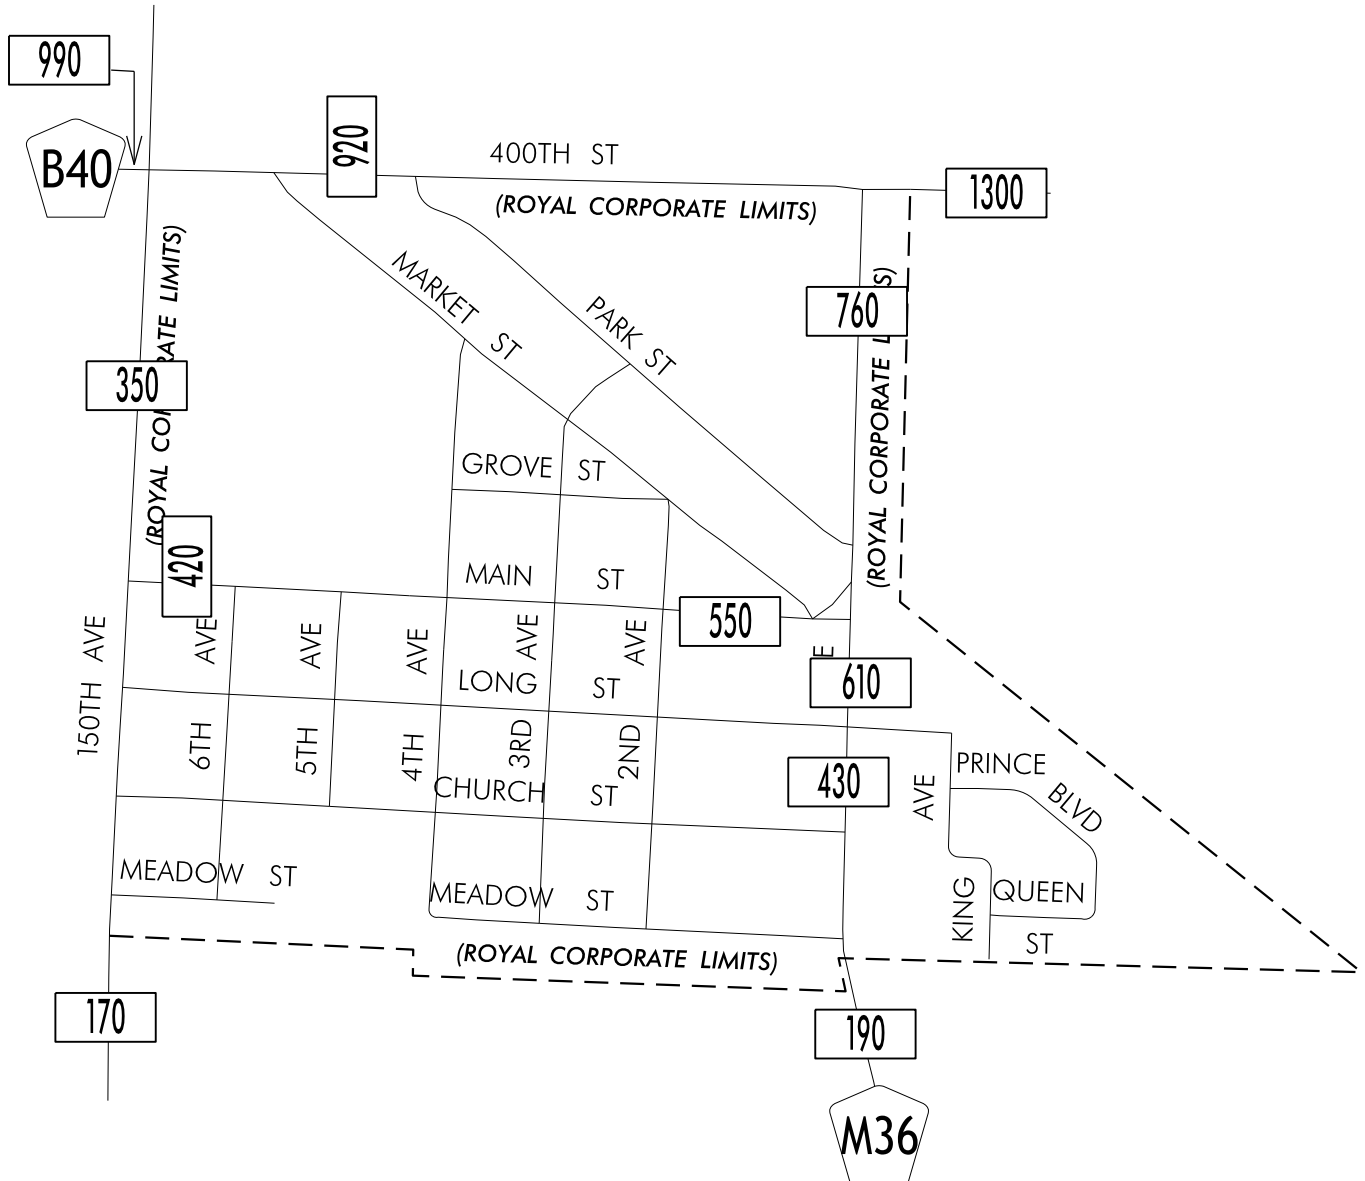 990
B40
920
400TH ST
1300
(ROYAL CORPORATE LIMITS)
(ROYAL CORPORATE LIMITS)
MARKET ST
PARK ST
760
350
(ROYAL CORPORATE
GROVE ST
420
MAIN ST
550
150TH AVE
6TH AVE
5TH AVE
4TH AVE
3RD AVE
2ND AVE
LONG ST
610
430
PRINCE BLVD
CHURCH ST
KING AVE
MEADOW ST
MEADOW ST
QUEEN ST
(ROYAL CORPORATE LIMITS)
170
190
M36